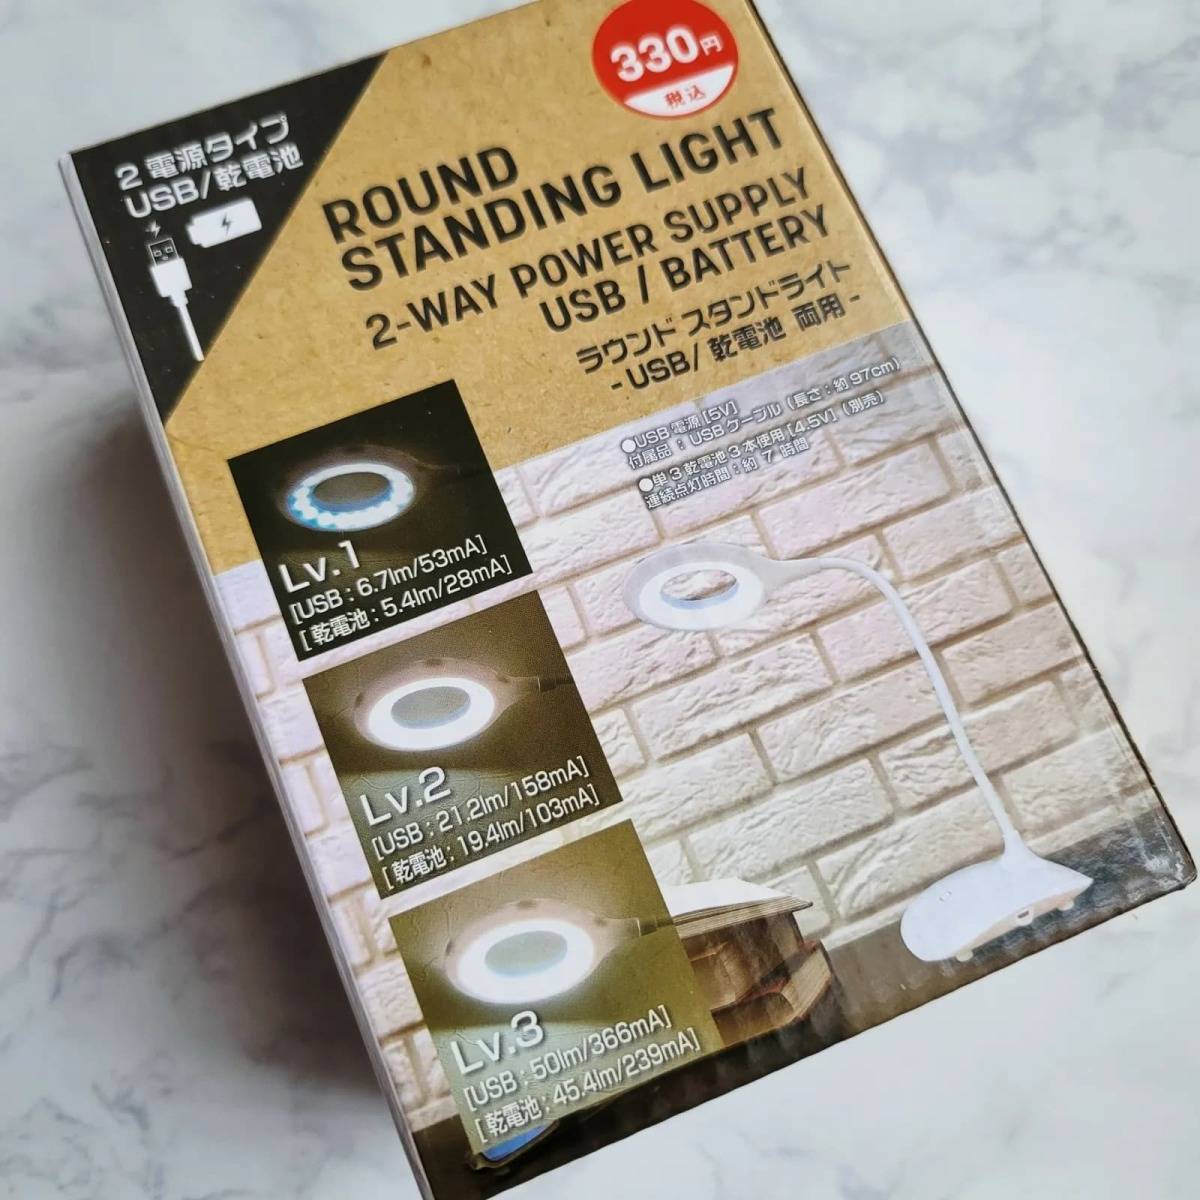 330円
税込
2電源タイプ
USB/乾電池
ROUND
STANDING LIGHT
2-WAY POWER SUPPLY
USB / BATTERY
ラウンド スタンドライト
- USB/ 乾電池 両用 -
●USB電源[5V]
付属品：USBケーブル（長さ：約97cm）
●単3乾電池3本使用[4.5V]（別売）
連続点灯時間：約7時間
Lv.1
[USB：6.7lm/53mA]
[乾電池：5.4lm/28mA]
Lv.2
[USB：21.2lm/158mA]
[乾電池：19.4lm/103mA]
Lv.3
[USB：50lm/366mA]
[乾電池：45.4lm/239mA]